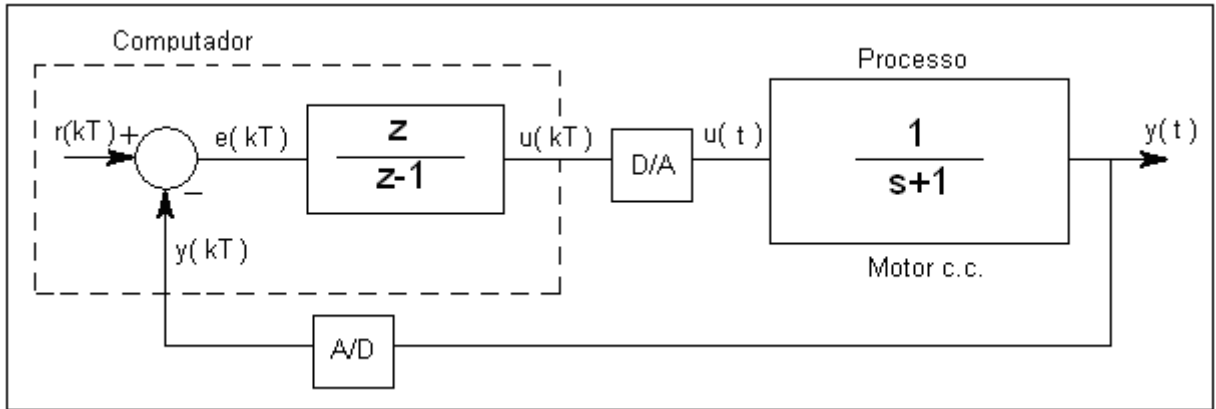 Computador
Processo
r(kT)
+
e(kT)
z
z-1
u(kT)
D/A
u(t)
1
s+1
y(t)
−
y(kT)
Motor c.c.
A/D